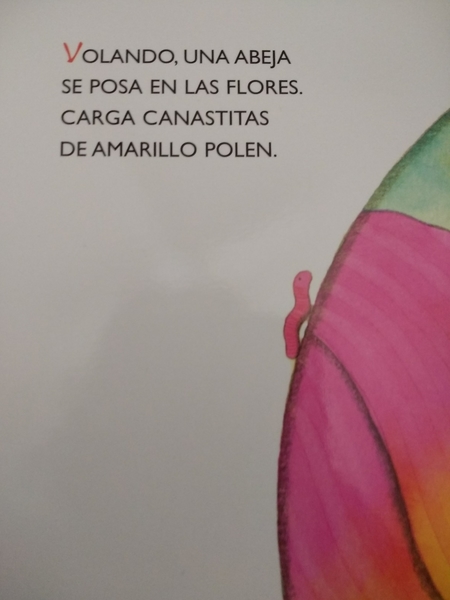 VOLANDO, UNA ABEJA
SE POSA EN LAS FLORES.
CARGA CANASTITAS
DE AMARILLO POLEN.